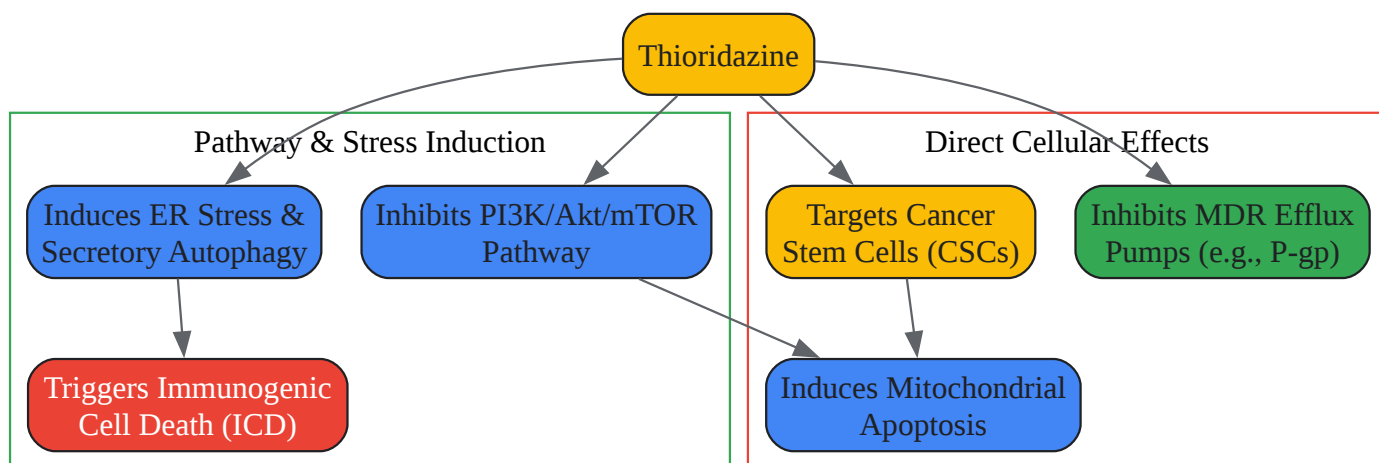 Thioridazine
Pathway & Stress Induction
Direct Cellular Effects
Induces ER Stress &
Secretory Autophagy
Inhibits PI3K/Akt/mTOR
Pathway
Targets Cancer
Stem Cells (CSCs)
Inhibits MDR Efflux
Pumps (e.g., P-gp)
Triggers Immunogenic
Cell Death (ICD)
Induces Mitochondrial
Apoptosis